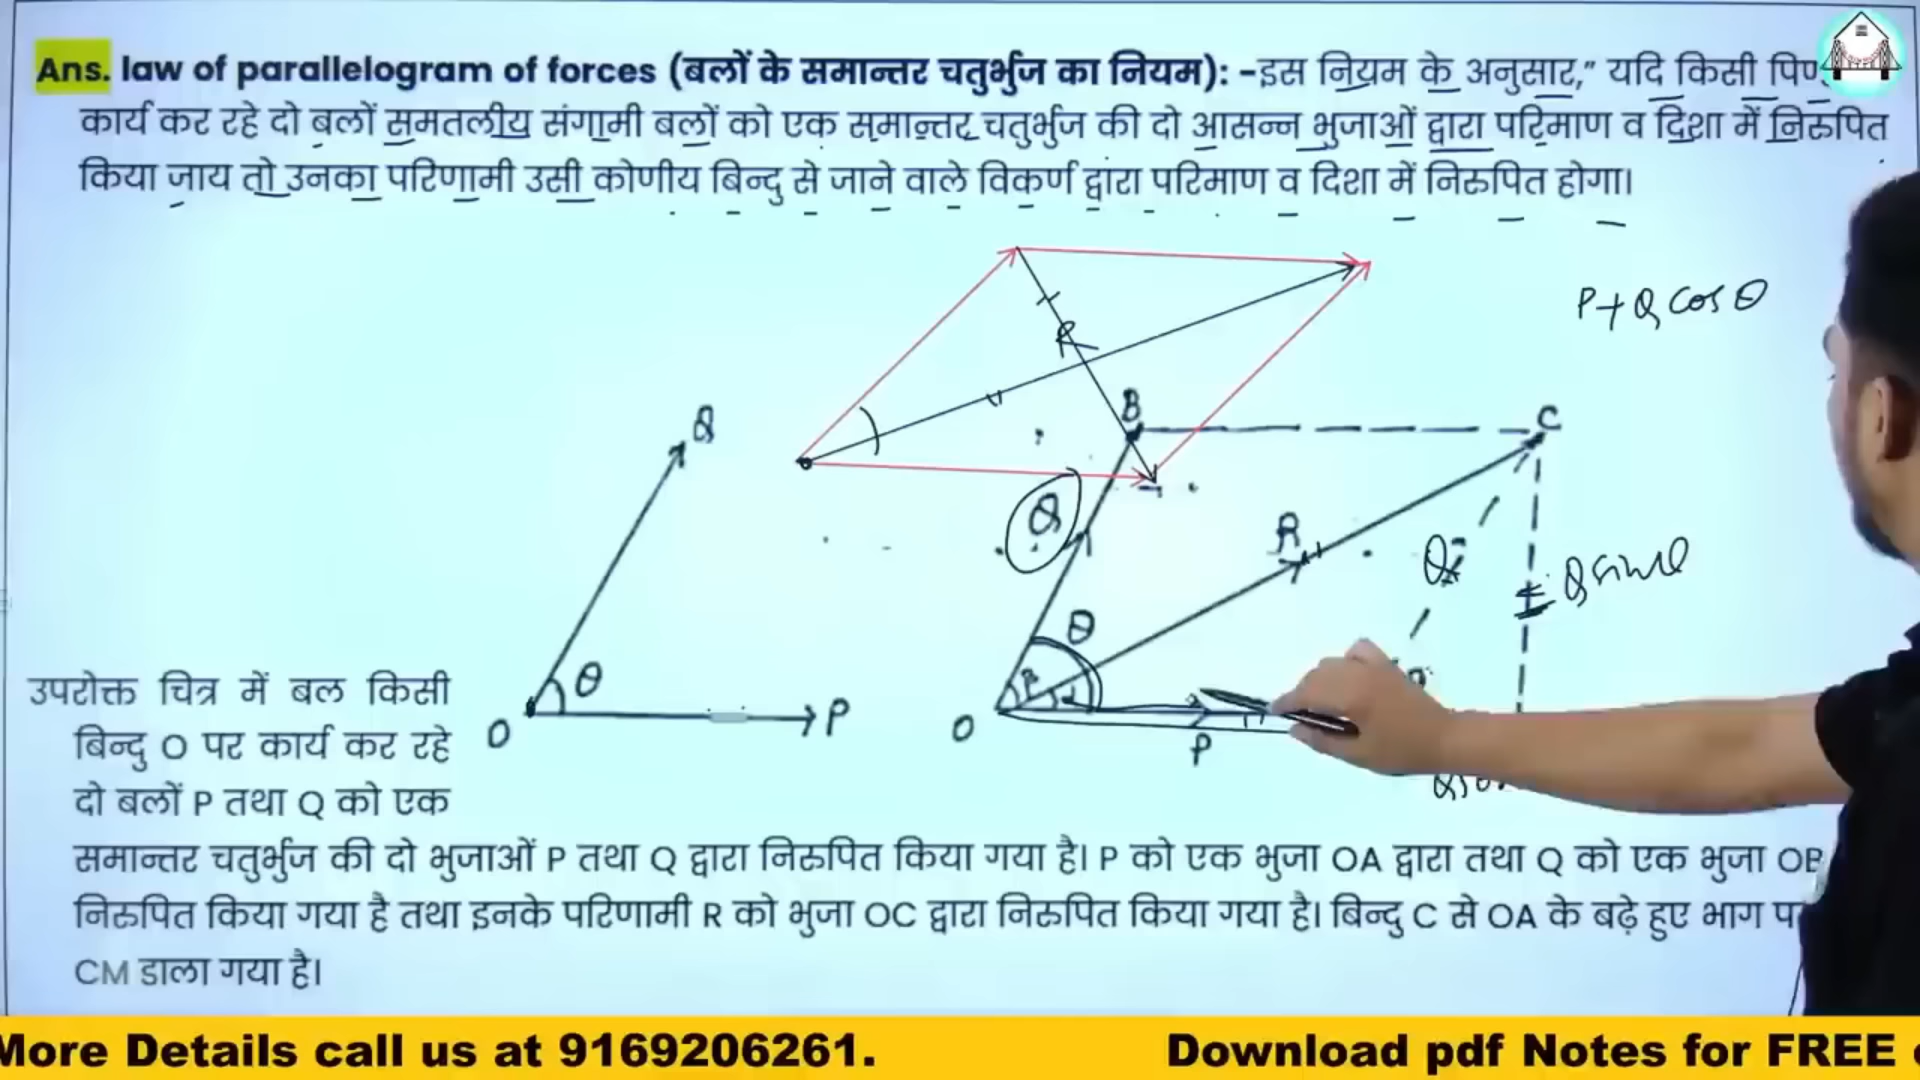 Ans. law of parallelogram of forces (बलों के समान्तर चतुर्भुज का नियम): -इस नियम के अनुसार,” यदि किसी
कार्य कर रहे दो बलों समतलीय संगामी बलों को एक समान्तर चतुर्भुज की दो आसन्न भुजाओं द्वारा परिमाण व दिशा में निरुपित
किया जाय तो उनका परिणामी उसी कोणीय बिन्दु से जाने वाले विकर्ण द्वारा परिमाण व दिशा में निरुपित होगा।
P+Q Cos θ
R
B
C
Q
Q
R
Q
Q sinθ
θ
θ
β
α
O
P
O
P
उपरोक्त चित्र में बल किसी
बिन्दु O पर कार्य कर रहे
दो बलों P तथा Q को एक
समान्तर चतुर्भुज की दो भुजाओं P तथा Q द्वारा निरुपित किया गया है। P को एक भुजा OA द्वारा तथा Q को एक भुजा OB
निरुपित किया गया है तथा इनके परिणामी R को भुजा OC द्वारा निरुपित किया गया है। बिन्दु C से OA के बढ़े हुए भाग
CM डाला गया है।
More Details call us at 9169206261.
Download pdf Notes for FREE